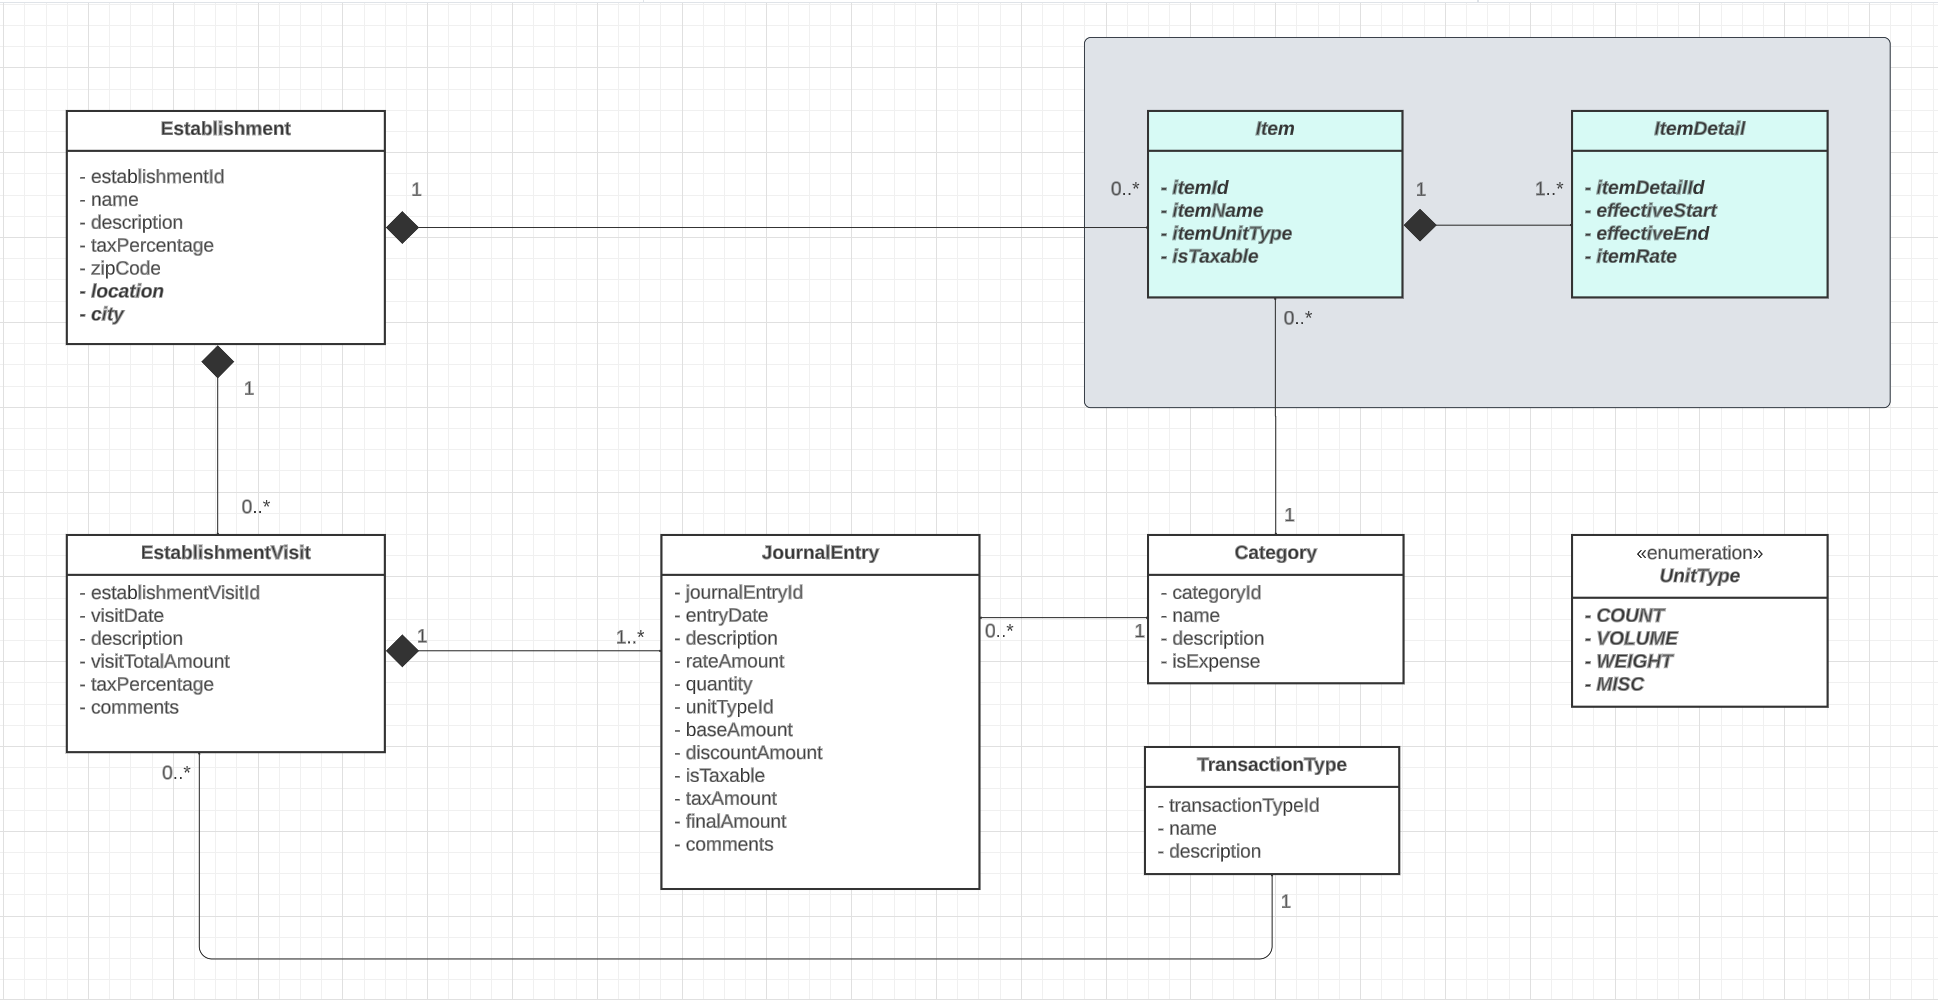 Establishment
- establishmentId
- name
- description
- taxPercentage
- zipCode
- location
- city
1
1
0..*
0..*
Item
- itemId
- itemName
- itemUnitType
- isTaxable
1
1..*
ItemDetail
- itemDetailId
- effectiveStart
- effectiveEnd
- itemRate
0..*
1
EstablishmentVisit
- establishmentVisitId
- visitDate
- description
- visitTotalAmount
- taxPercentage
- comments
1
1..*
0..*
JournalEntry
- journalEntryId
- entryDate
- description
- rateAmount
- quantity
- unitTypeId
- baseAmount
- discountAmount
- isTaxable
- taxAmount
- finalAmount
- comments
0..*
1
Category
- categoryId
- name
- description
- isExpense
«enumeration»
UnitType
- COUNT
- VOLUME
- WEIGHT
- MISC
TransactionType
- transactionTypeId
- name
- description
1